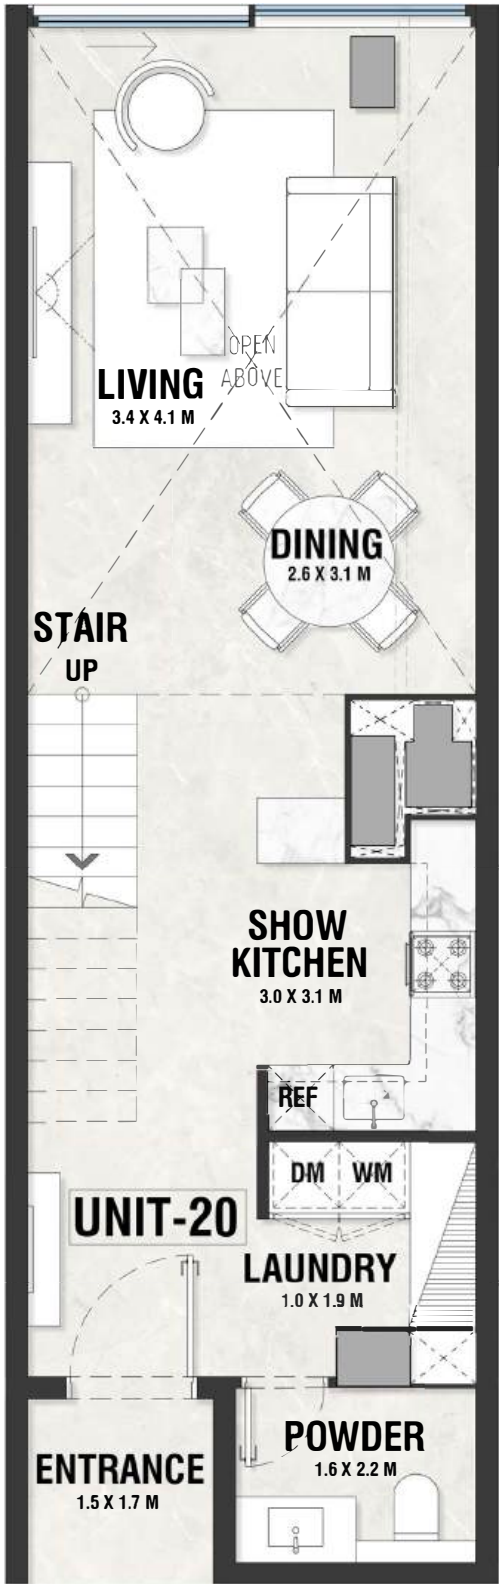 OPEN
ABOVE
LIVING
3.4 X 4.1 M
DINING
2.6 X 3.1 M
STAIR
UP
SHOW
KITCHEN
3.0 X 3.1 M
REF
DM WM
UNIT-20
LAUNDRY
1.0 X 1.9 M
POWDER
1.6 X 2.2 M
ENTRANCE
1.5 X 1.7 M